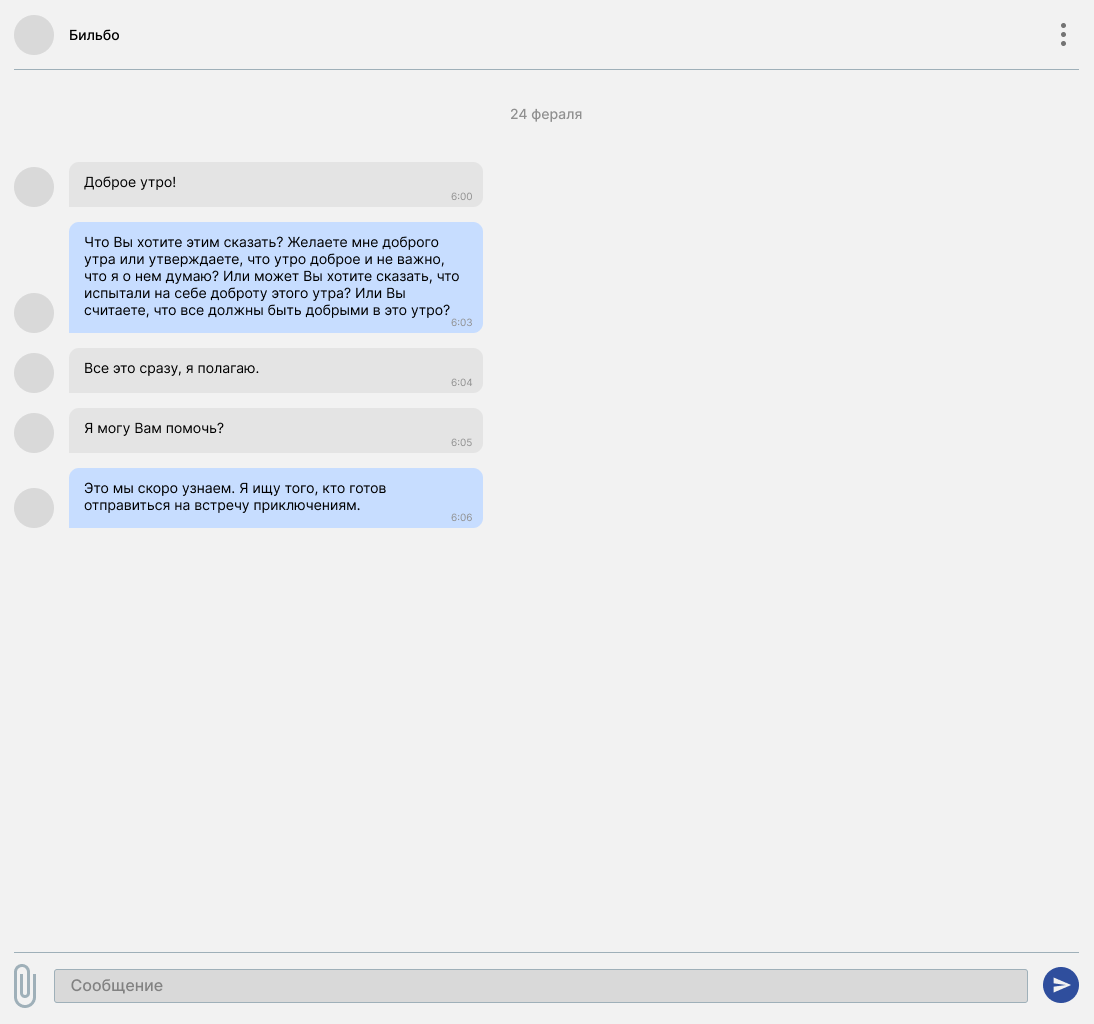 Бильбо
24 фераля
Доброе утро!
6:00
Что Вы хотите этим сказать? Желаете мне доброго
утра или утверждаете, что утро доброе и не важно,
что я о нем думаю? Или может Вы хотите сказать, что
испытали на себе доброту этого утра? Или Вы
считаете, что все должны быть добрыми в это утро?
6:03
Все это сразу, я полагаю.
6:04
Я могу Вам помочь?
6:05
Это мы скоро узнаем. Я ищу того, кто готов
отправиться на встречу приключениям.
6:06
Сообщение